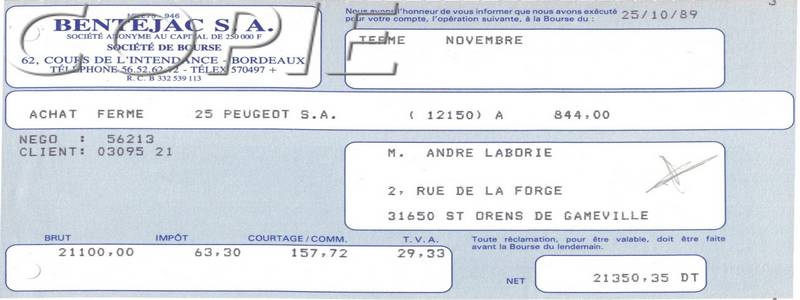 COPIE
BENTEJAC S.A.
SOCIÉTÉ ANONYME AU CAPITAL DE 250 000 F
SOCIÉTÉ DE BOURSE
62, COURS DE L'INTENDANCE - BORDEAUX
TÉLÉPHONE 56.52.62.72 - TÉLEX 570497 +
R. C. B 332 539 113
Nous avons l'honneur de vous informer que nous avons exécuté
pour votre compte, l'opération suivante, à la Bourse du : 25/10/89
TERME NOVEMBRE
ACHAT FERME 25 PEUGEOT S.A. ( 12150) A 844,00
NEGO : 56213
CLIENT: 03095 21
M. ANDRE LABORIE
2, RUE DE LA FORGE
31650 ST ORENS DE GAMEVILLE
BRUT IMPÔT COURTAGE/COMM. T.V.A.
21100,00 63,30 157,72 29,33
Toute réclamation, pour être valable, doit être faite
avant la Bourse du lendemain.
NET 21350,35 DT